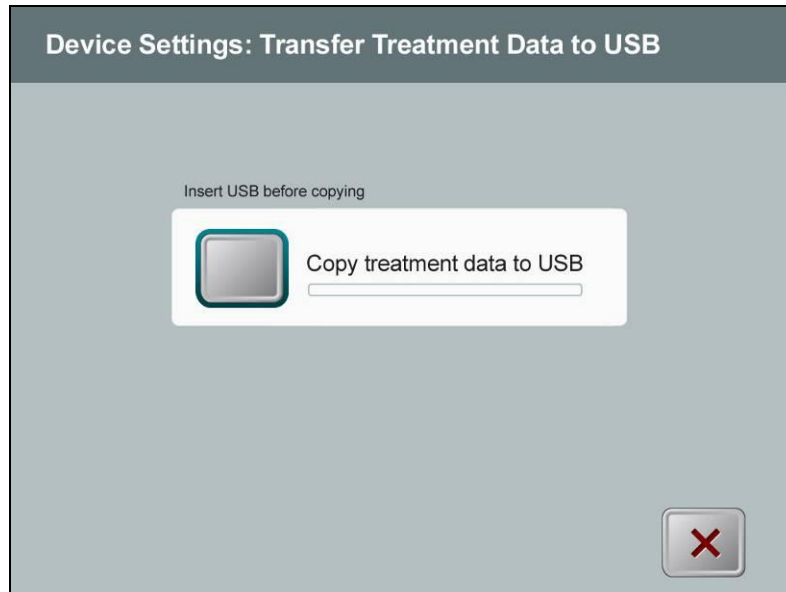 Device Settings: Transfer Treatment Data to USB
Insert USB before copying
Copy treatment data to USB